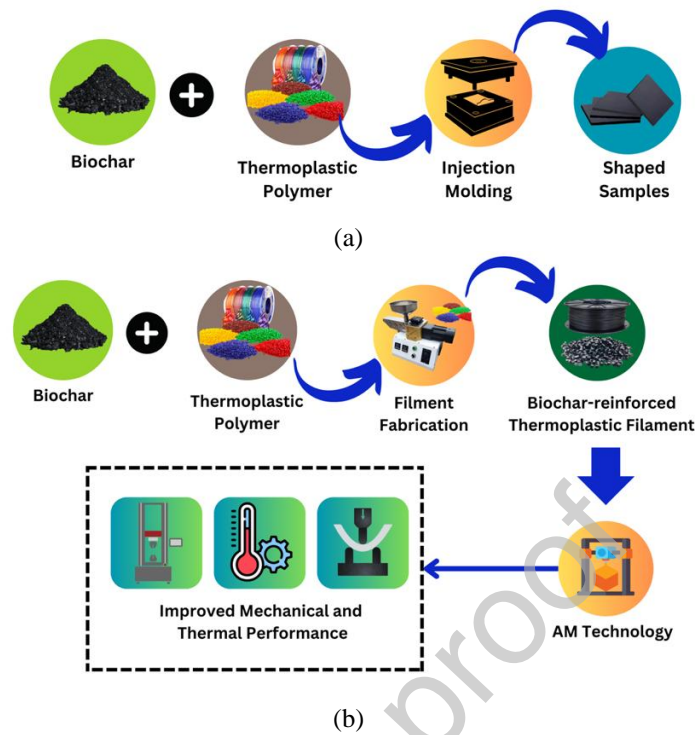 Biochar
Thermoplastic
Polymer
Injection
Molding
Shaped
Samples
(a)
Biochar
Thermoplastic
Polymer
Filment
Fabrication
Biochar-reinforced
Thermoplastic Filament
Improved Mechanical and
Thermal Performance
AM Technology
(b)
proof